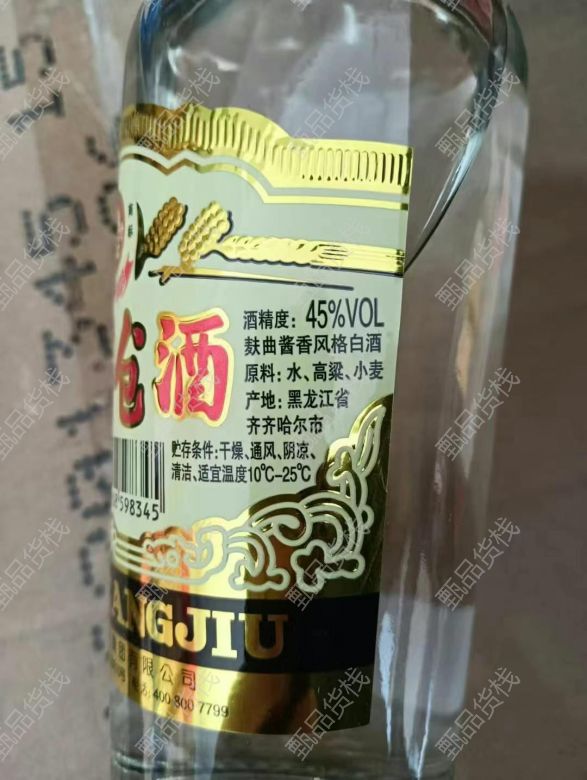 酒精度：45%VOL
麸曲酱香风格白酒
原料：水、高粱、小麦
产地：黑龙江省
齐齐哈尔市
酒
贮存条件：干燥、通风、阴凉、
清洁、适宜温度10℃-25℃
598345
ANGJIU
有限公司
400 800 7799
甄品货栈